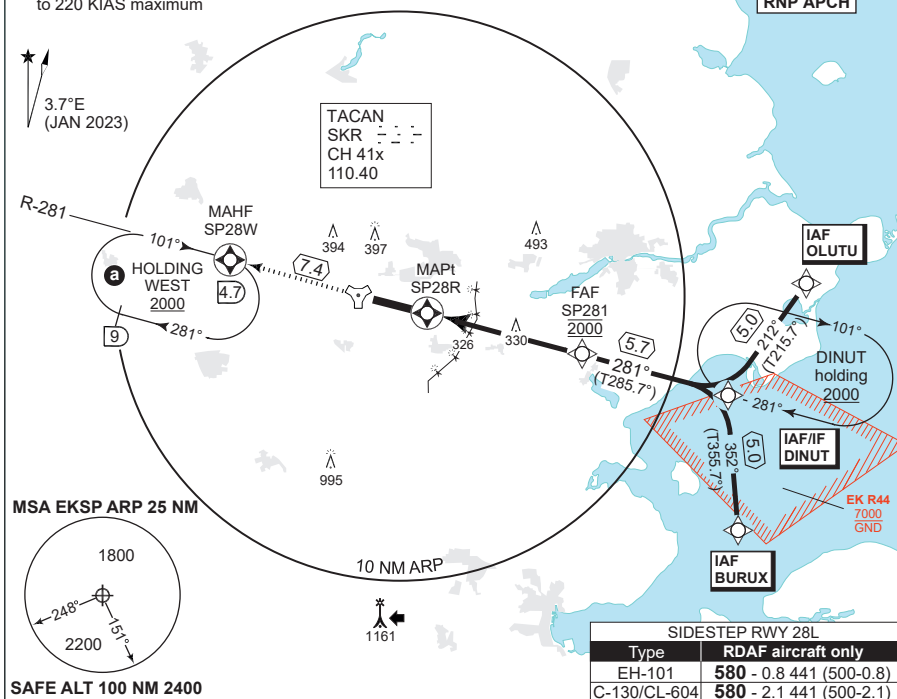 to 220 KIAS maximum
RNP APCH
3.7°E
(JAN 2023)
TACAN
SKR
CH 41x
110.40
R-281
MAHF
SP28W
101°
a
HOLDING
WEST
2000
4.7
281°
9
7.4
394
397
493
MAPt
SP28R
326
330
FAF
SP281
2000
5.7
281°
(T285.7°)
IAF
OLUTU
5.0
212°
(T215.7°)
101°
DINUT
holding
2000
281°
IAF/IF
DINUT
5.0
352°
(T355.7°)
EK R44
7000
GND
IAF
BURUX
995
10 NM ARP
1161
MSA EKSP ARP 25 NM
1800
248°
151°
2200
SAFE ALT 100 NM 2400
SIDESTEP RWY 28L
Type RDAF aircraft only
EH-101 580 - 0.8 441 (500-0.8)
C-130/CL-604 580 - 2.1 441 (500-2.1)